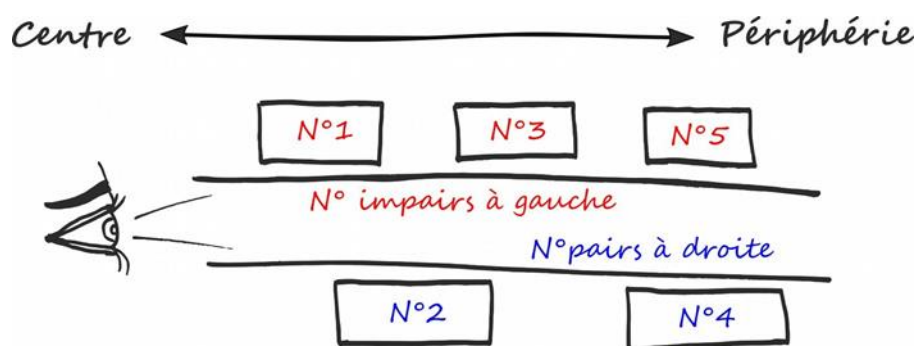 Centre Périphérie
N°1 N°3 N°5
N° impairs à gauche
N°pairs à droite
N°2 N°4